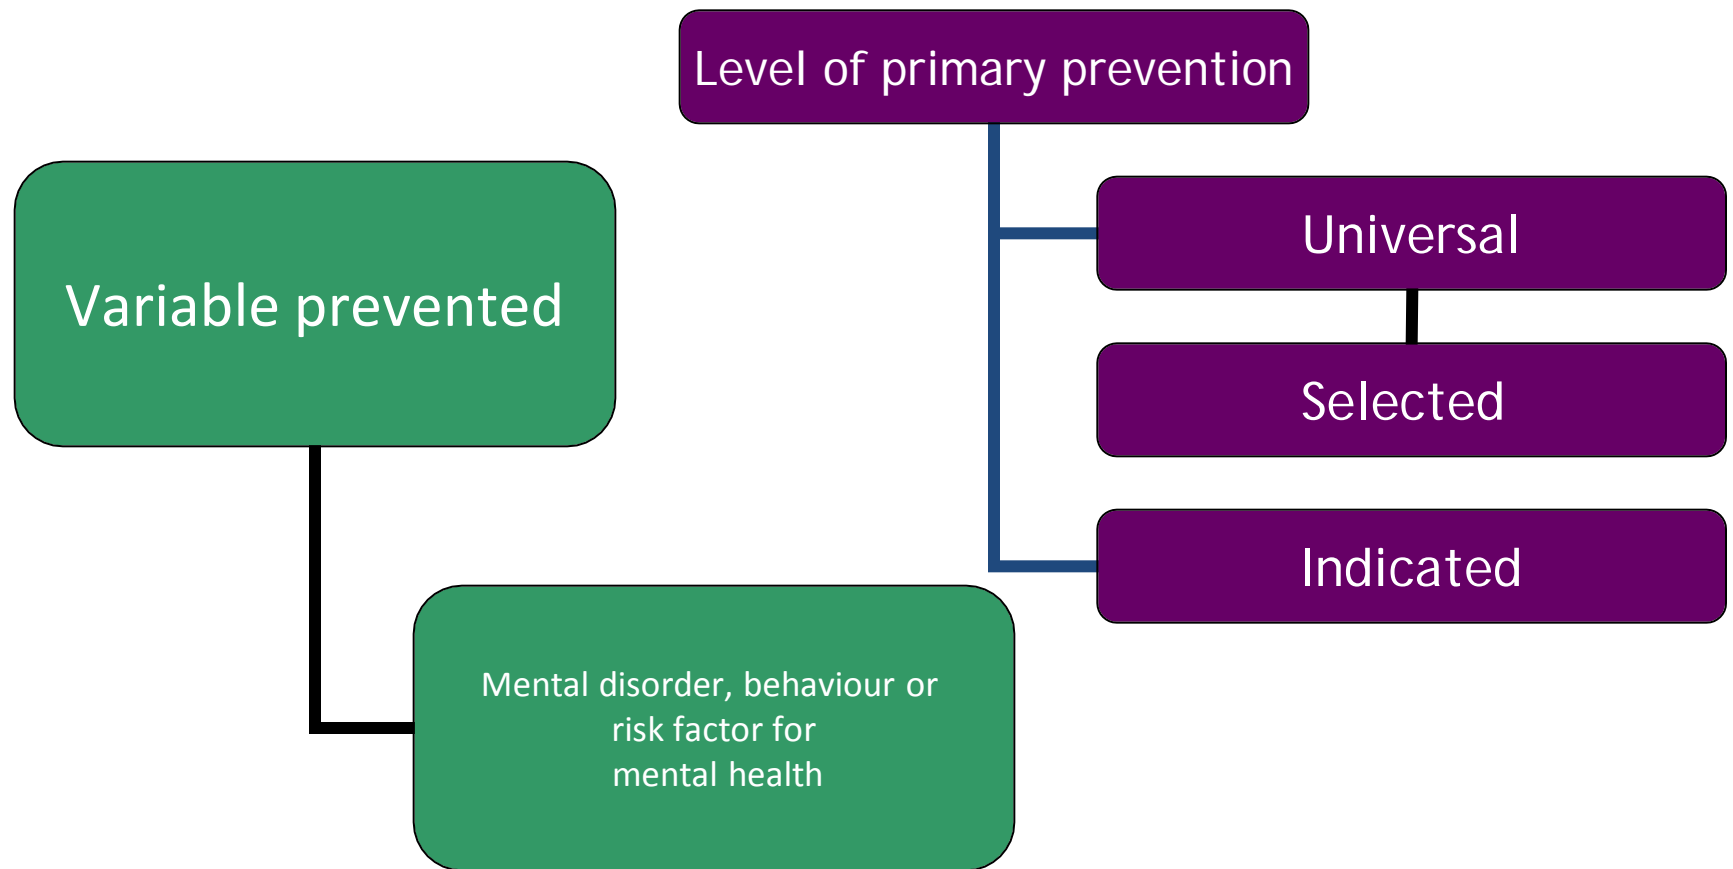 Level of primary prevention
Universal
Variable prevented
Selected
Indicated
Mental disorder, behaviour or
risk factor for
mental health